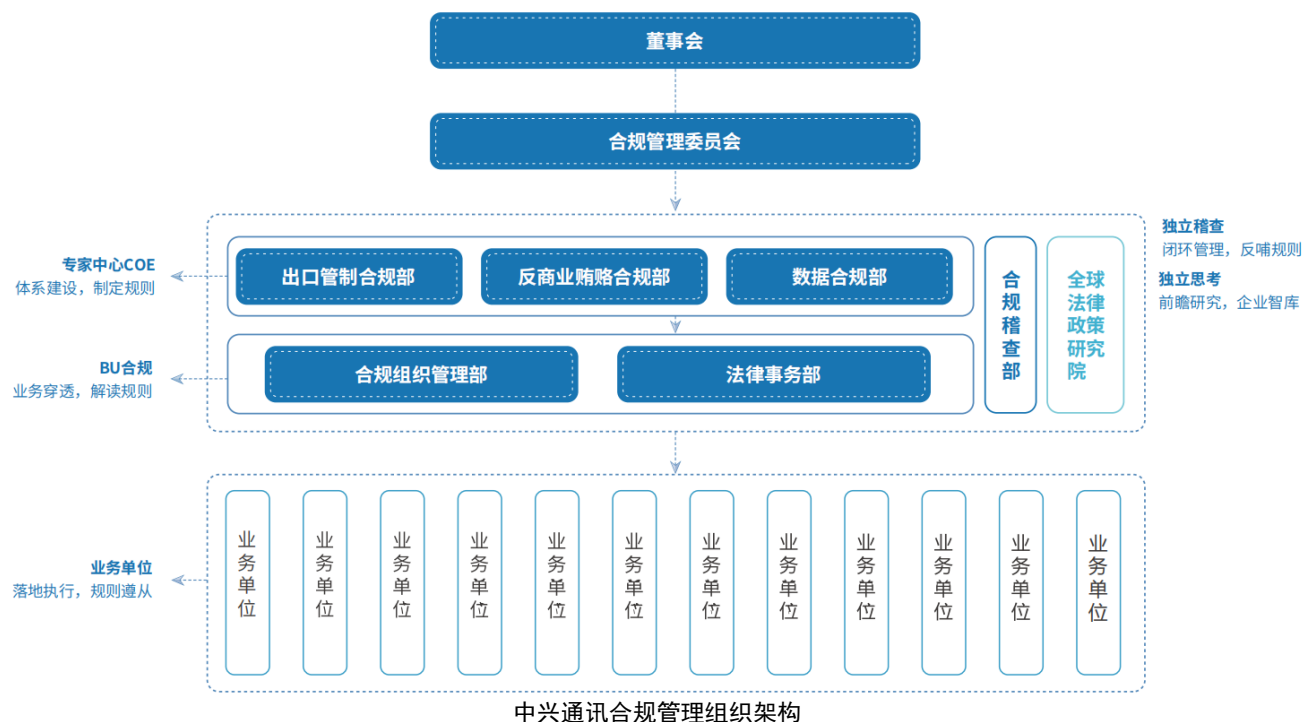 董事会
合规管理委员会
独立稽查
闭环管理，反哺规则
独立思考
前瞻研究，企业智库
专家中心COE
体系建设，制定规则
出口管制合规部
反商业贿赂合规部
数据合规部
合规稽查部
全球
法律
政策
研究
院
BU合规
业务穿透，解读规则
合规组织管理部
法律事务部
业务单位
落地执行，规则遵从
业务单位
业务单位
业务单位
业务单位
业务单位
业务单位
业务单位
业务单位
业务单位
业务单位
业务单位
业务单位
中兴通讯合规管理组织架构